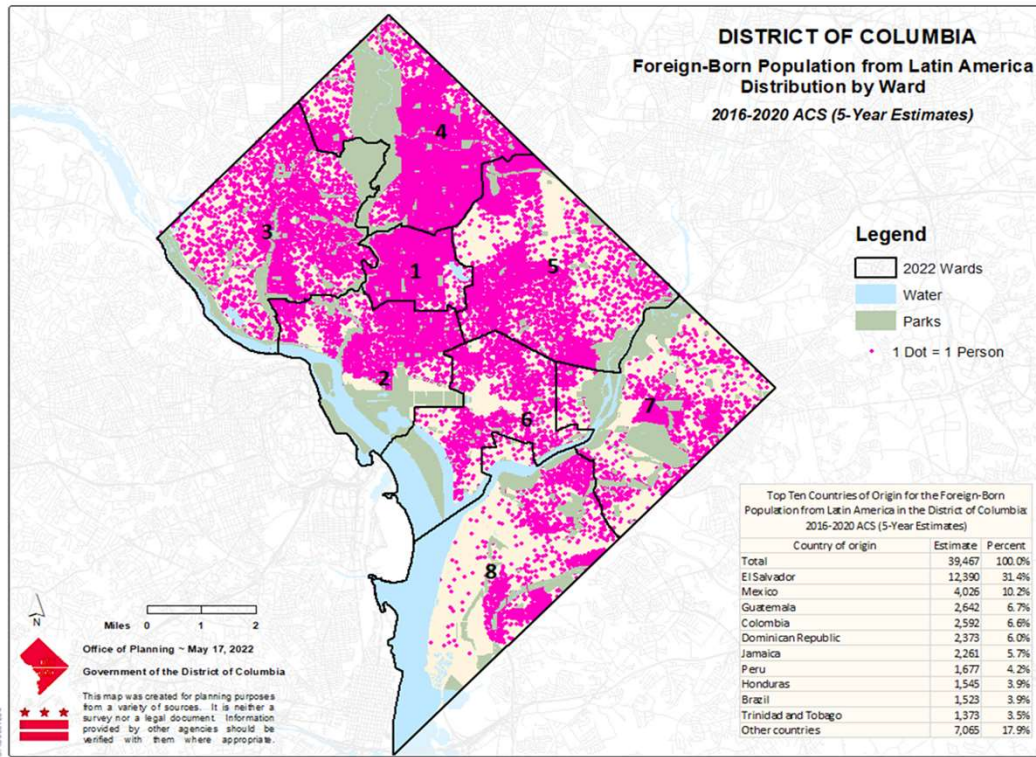 DISTRICT OF COLUMBIA
Foreign-Born Population from Latin America
Distribution by Ward
2016-2020 ACS (5-Year Estimates)
4
3
1
5
2
6
7
8
Legend
2022 Wards
Water
Parks
1 Dot = 1 Person
Top Ten Countries of Origin for the Foreign-Born
Population from Latin America in the District of Columbia:
2016-2020 ACS (5-Year Estimates)
Country of origin Estimate Percent
Total 39,467 100.0%
El Salvador 12,390 31.4%
Mexico 4,026 10.2%
Guatemala 2,642 6.7%
Colombia 2,592 6.6%
Dominican Republic 2,373 6.0%
Jamaica 2,261 5.7%
Peru 1,677 4.2%
Honduras 1,545 3.9%
Brazil 1,523 3.9%
Trinidad and Tobago 1,373 3.5%
Other countries 7,065 17.9%
N
Miles 0 1 2
Office of Planning ~ May 17, 2022
Government of the District of Columbia
This map was created for planning purposes
from a variety of sources. It is neither a
survey nor a legal document. Information
provided by other agencies should be
verified with them where appropriate.